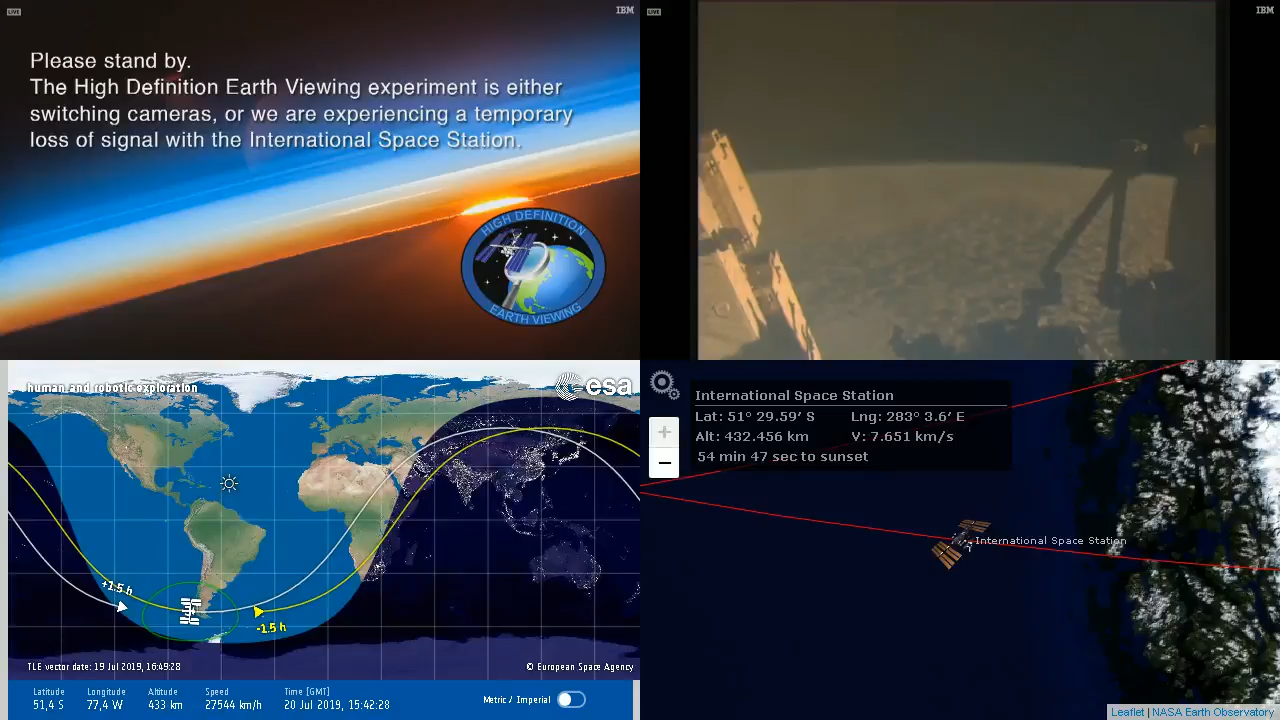 LIVE
IBM
Please stand by.
The High Definition Earth Viewing experiment is either
switching cameras, or we are experiencing a temporary
loss of signal with the International Space Station.
HIGH DEFINITION
EARTH VIEWING
LIVE
IBM
human and robotic exploration
esa
+1.5 h
-1.5 h
TLE vector date: 19 Jul 2019, 16:49:28
© European Space Agency
Latitude Longitude Altitude Speed Time [GMT]
51,4 S 77,4 W 433 km 27544 km/h 20 Jul 2019, 15:42:28
Metric / Imperial
International Space Station
Lat: 51° 29.59′ S Lng: 283° 3.6′ E
Alt: 432.456 km V: 7.651 km/s
54 min 47 sec to sunset
+
−
International Space Station
Leaflet | NASA Earth Observatory